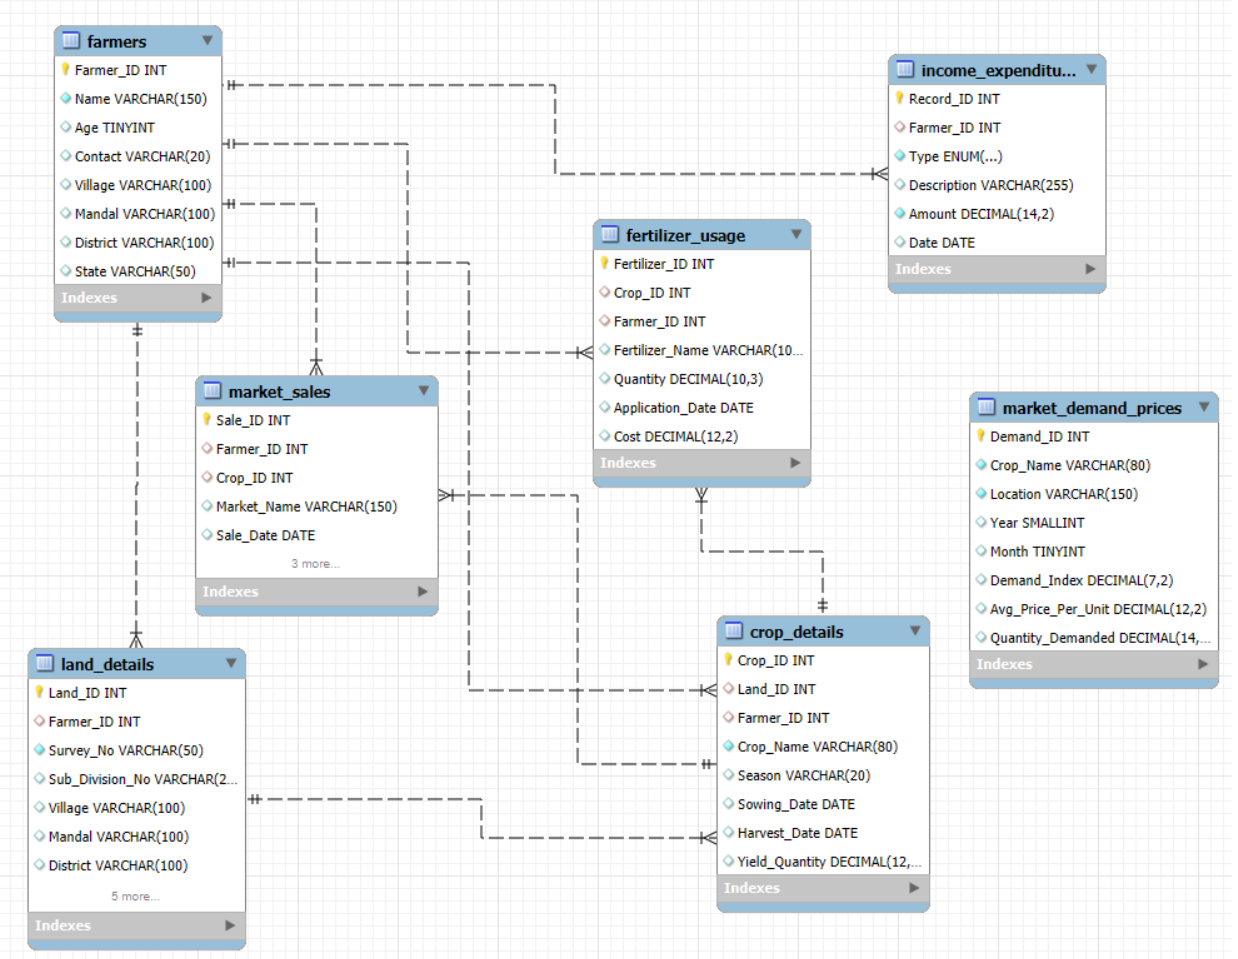 farmers
Farmer_ID INT
Name VARCHAR(150)
Age TINYINT
Contact VARCHAR(20)
Village VARCHAR(100)
Mandal VARCHAR(100)
District VARCHAR(100)
State VARCHAR(50)
Indexes
income_expenditu...
Record_ID INT
Farmer_ID INT
Type ENUM(...)
Description VARCHAR(255)
Amount DECIMAL(14,2)
Date DATE
Indexes
fertilizer_usage
Fertilizer_ID INT
Crop_ID INT
Farmer_ID INT
Fertilizer_Name VARCHAR(10...
Quantity DECIMAL(10,3)
Application_Date DATE
Cost DECIMAL(12,2)
Indexes
market_sales
Sale_ID INT
Farmer_ID INT
Crop_ID INT
Market_Name VARCHAR(150)
Sale_Date DATE
3 more...
Indexes
market_demand_prices
Demand_ID INT
Crop_Name VARCHAR(80)
Location VARCHAR(150)
Year SMALLINT
Month TINYINT
Demand_Index DECIMAL(7,2)
Avg_Price_Per_Unit DECIMAL(12,2)
Quantity_Demanded DECIMAL(14,...
Indexes
land_details
Land_ID INT
Farmer_ID INT
Survey_No VARCHAR(50)
Sub_Division_No VARCHAR(2...
Village VARCHAR(100)
Mandal VARCHAR(100)
District VARCHAR(100)
5 more...
Indexes
crop_details
Crop_ID INT
Land_ID INT
Farmer_ID INT
Crop_Name VARCHAR(80)
Season VARCHAR(20)
Sowing_Date DATE
Harvest_Date DATE
Yield_Quantity DECIMAL(12,...
Indexes